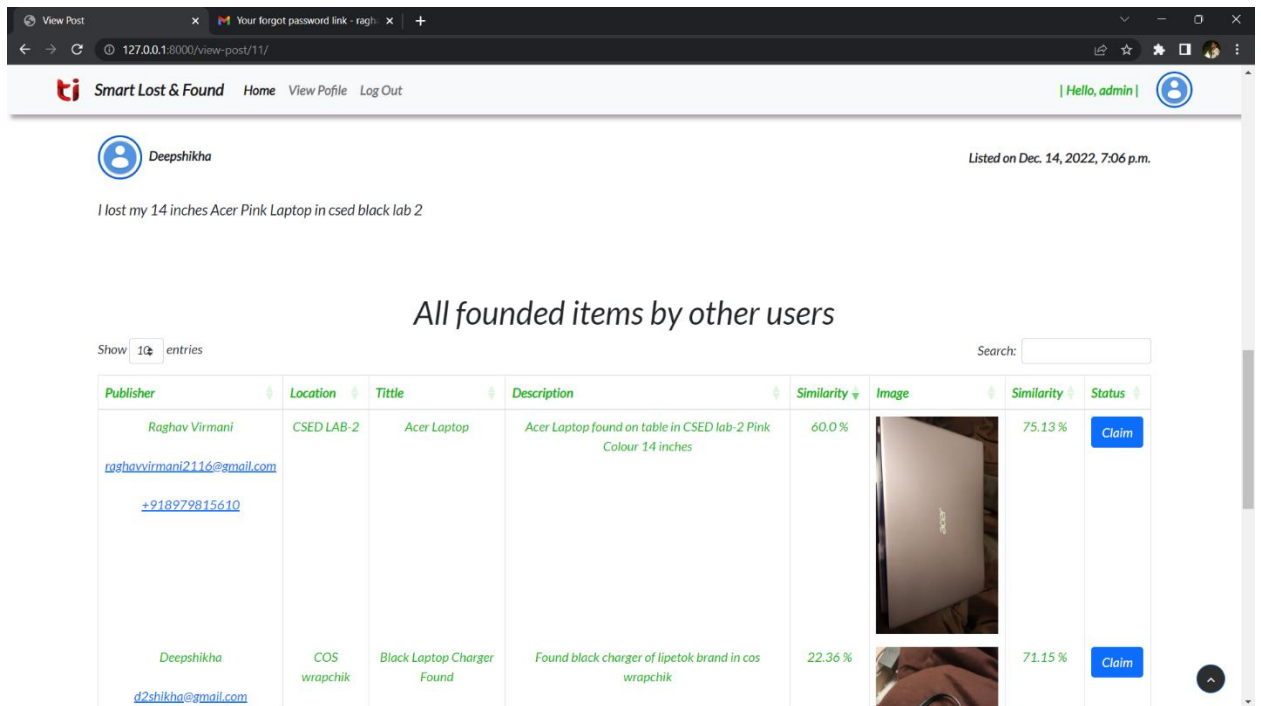 View Post
Your forgot password link - ragh
127.0.0.1:8000/view-post/11/
ti Smart Lost & Found Home View Pofile Log Out | Hello, admin |
Deepshikha Listed on Dec. 14, 2022, 7:06 p.m.
I lost my 14 inches Acer Pink Laptop in csed black lab 2
All founded items by other users
Show 10 entries Search:
Publisher Location Tittle Description Similarity Image Similarity Status
Raghav Virmani CSED LAB-2 Acer Laptop Acer Laptop found on table in CSED lab-2 Pink 60.0 % 75.13 % Claim
Colour 14 inches
raghavvirmani2116@gmail.com
+918979815610
acer
Deepshikha COS Black Laptop Charger Found black charger of lipetok brand in cos 22.36 % 71.15 % Claim
wrapchik Found wrapchik
d2shikha@gmail.com